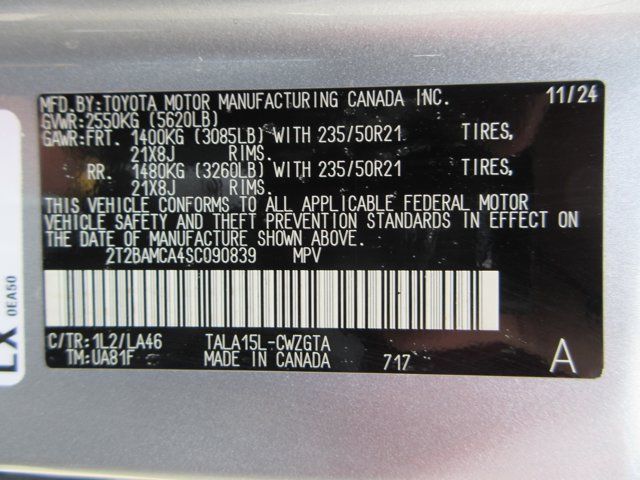 MFD.BY:TOYOTA MOTOR MANUFACTURING CANADA INC. 11/24
GVWR:2550KG (5620LB)
GAWR:FRT. 1400KG (3085LB) WITH 235/50R21 TIRES,
21X8J RIMS.
RR. 1480KG (3260LB) WITH 235/50R21 TIRES,
21X8J RIMS.
THIS VEHICLE CONFORMS TO ALL APPLICABLE FEDERAL MOTOR
VEHICLE SAFETY AND THEFT PREVENTION STANDARDS IN EFFECT ON
THE DATE OF MANUFACTURE SHOWN ABOVE.
2T2BAMCA4SC090839 MPV
C/TR:1L2/LA46 TALA15L-CWZGTA
TM:UA81F MADE IN CANADA 717 A
LX
0EA50